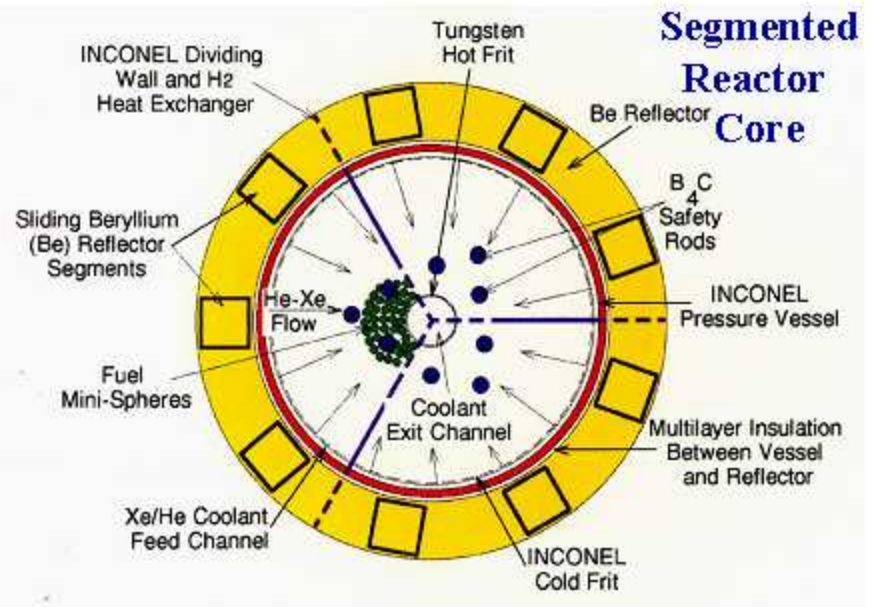 Segmented
Reactor
Core
Tungsten
Hot Frit
INCONEL Dividing
Wall and H2
Heat Exchanger
Be Reflector
B4C
Safety
Rods
Sliding Beryllium
(Be) Reflector
Segments
He-Xe
Flow
INCONEL
Pressure Vessel
Fuel
Mini-Spheres
Coolant
Exit Channel
Multilayer Insulation
Between Vessel
and Reflector
Xe/He Coolant
Feed Channel
INCONEL
Cold Frit